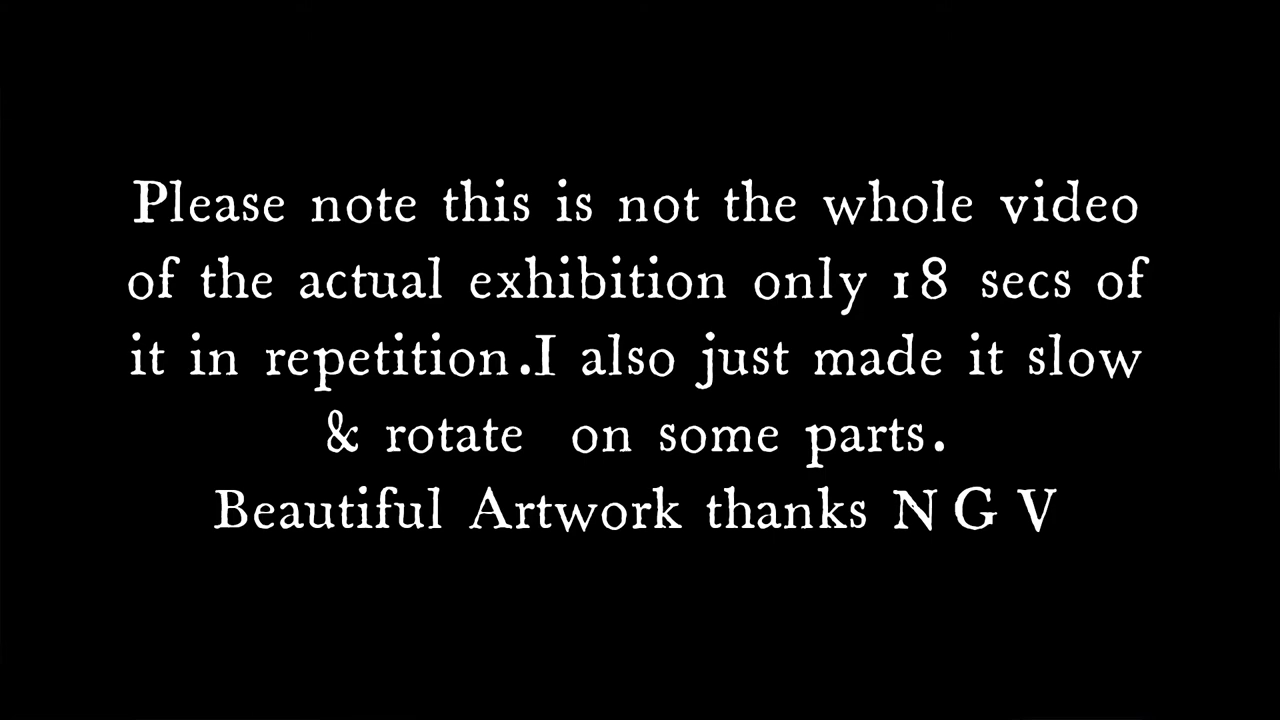 Please note this is not the whole video
of the actual exhibition only 18 secs of
it in repetition.I also just made it slow
& rotate on some parts.
Beautiful Artwork thanks N G V